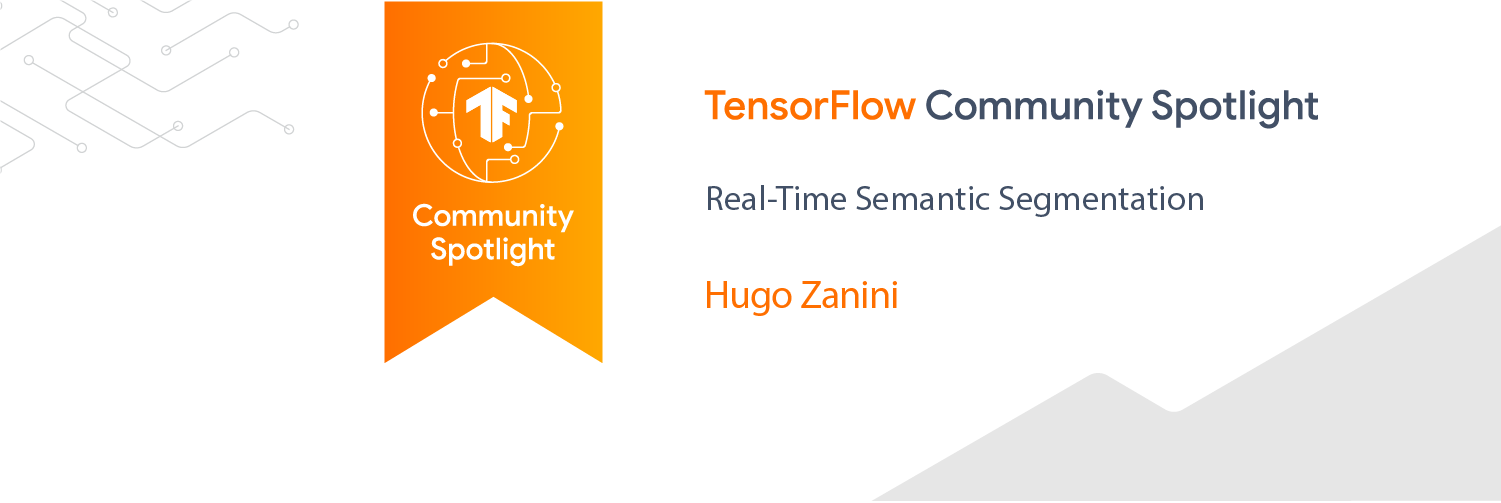 Community
Spotlight
TensorFlow Community Spotlight
Real-Time Semantic Segmentation
Hugo Zanini